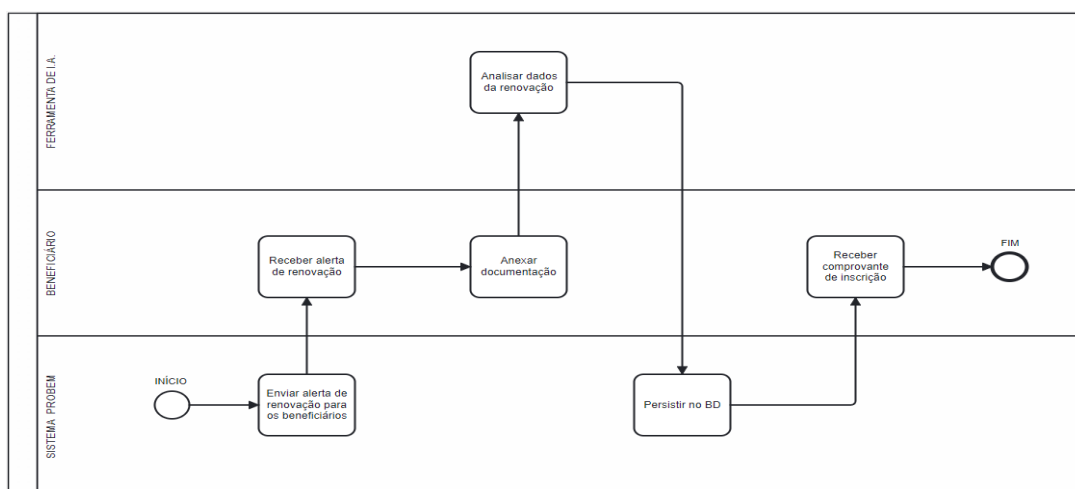 FERRAMENTA DE I.A.
Analisar dados
da renovação
BENEFICIÁRIO
Receber alerta
de renovação
Anexar
documentação
Receber
comprovante
de inscrição
FIM
SISTEMA PROBEM
INÍCIO
Enviar alerta de
renovação para
os beneficiários
Persistir no BD